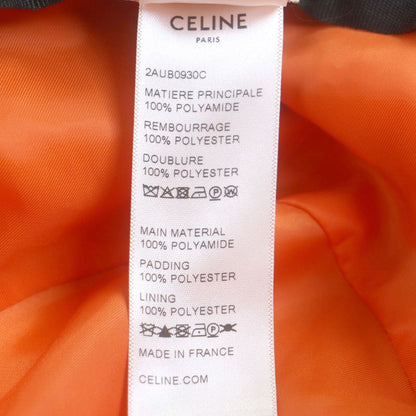 CELINE
PARIS
2AUB0930C
MATIERE PRINCIPALE
100% POLYAMIDE
REMBOURRAGE
100% POLYESTER
DOUBLURE
100% POLYESTER
MAIN MATERIAL
100% POLYAMIDE
PADDING
100% POLYESTER
LINING
100% POLYESTER
MADE IN FRANCE
CELINE.COM